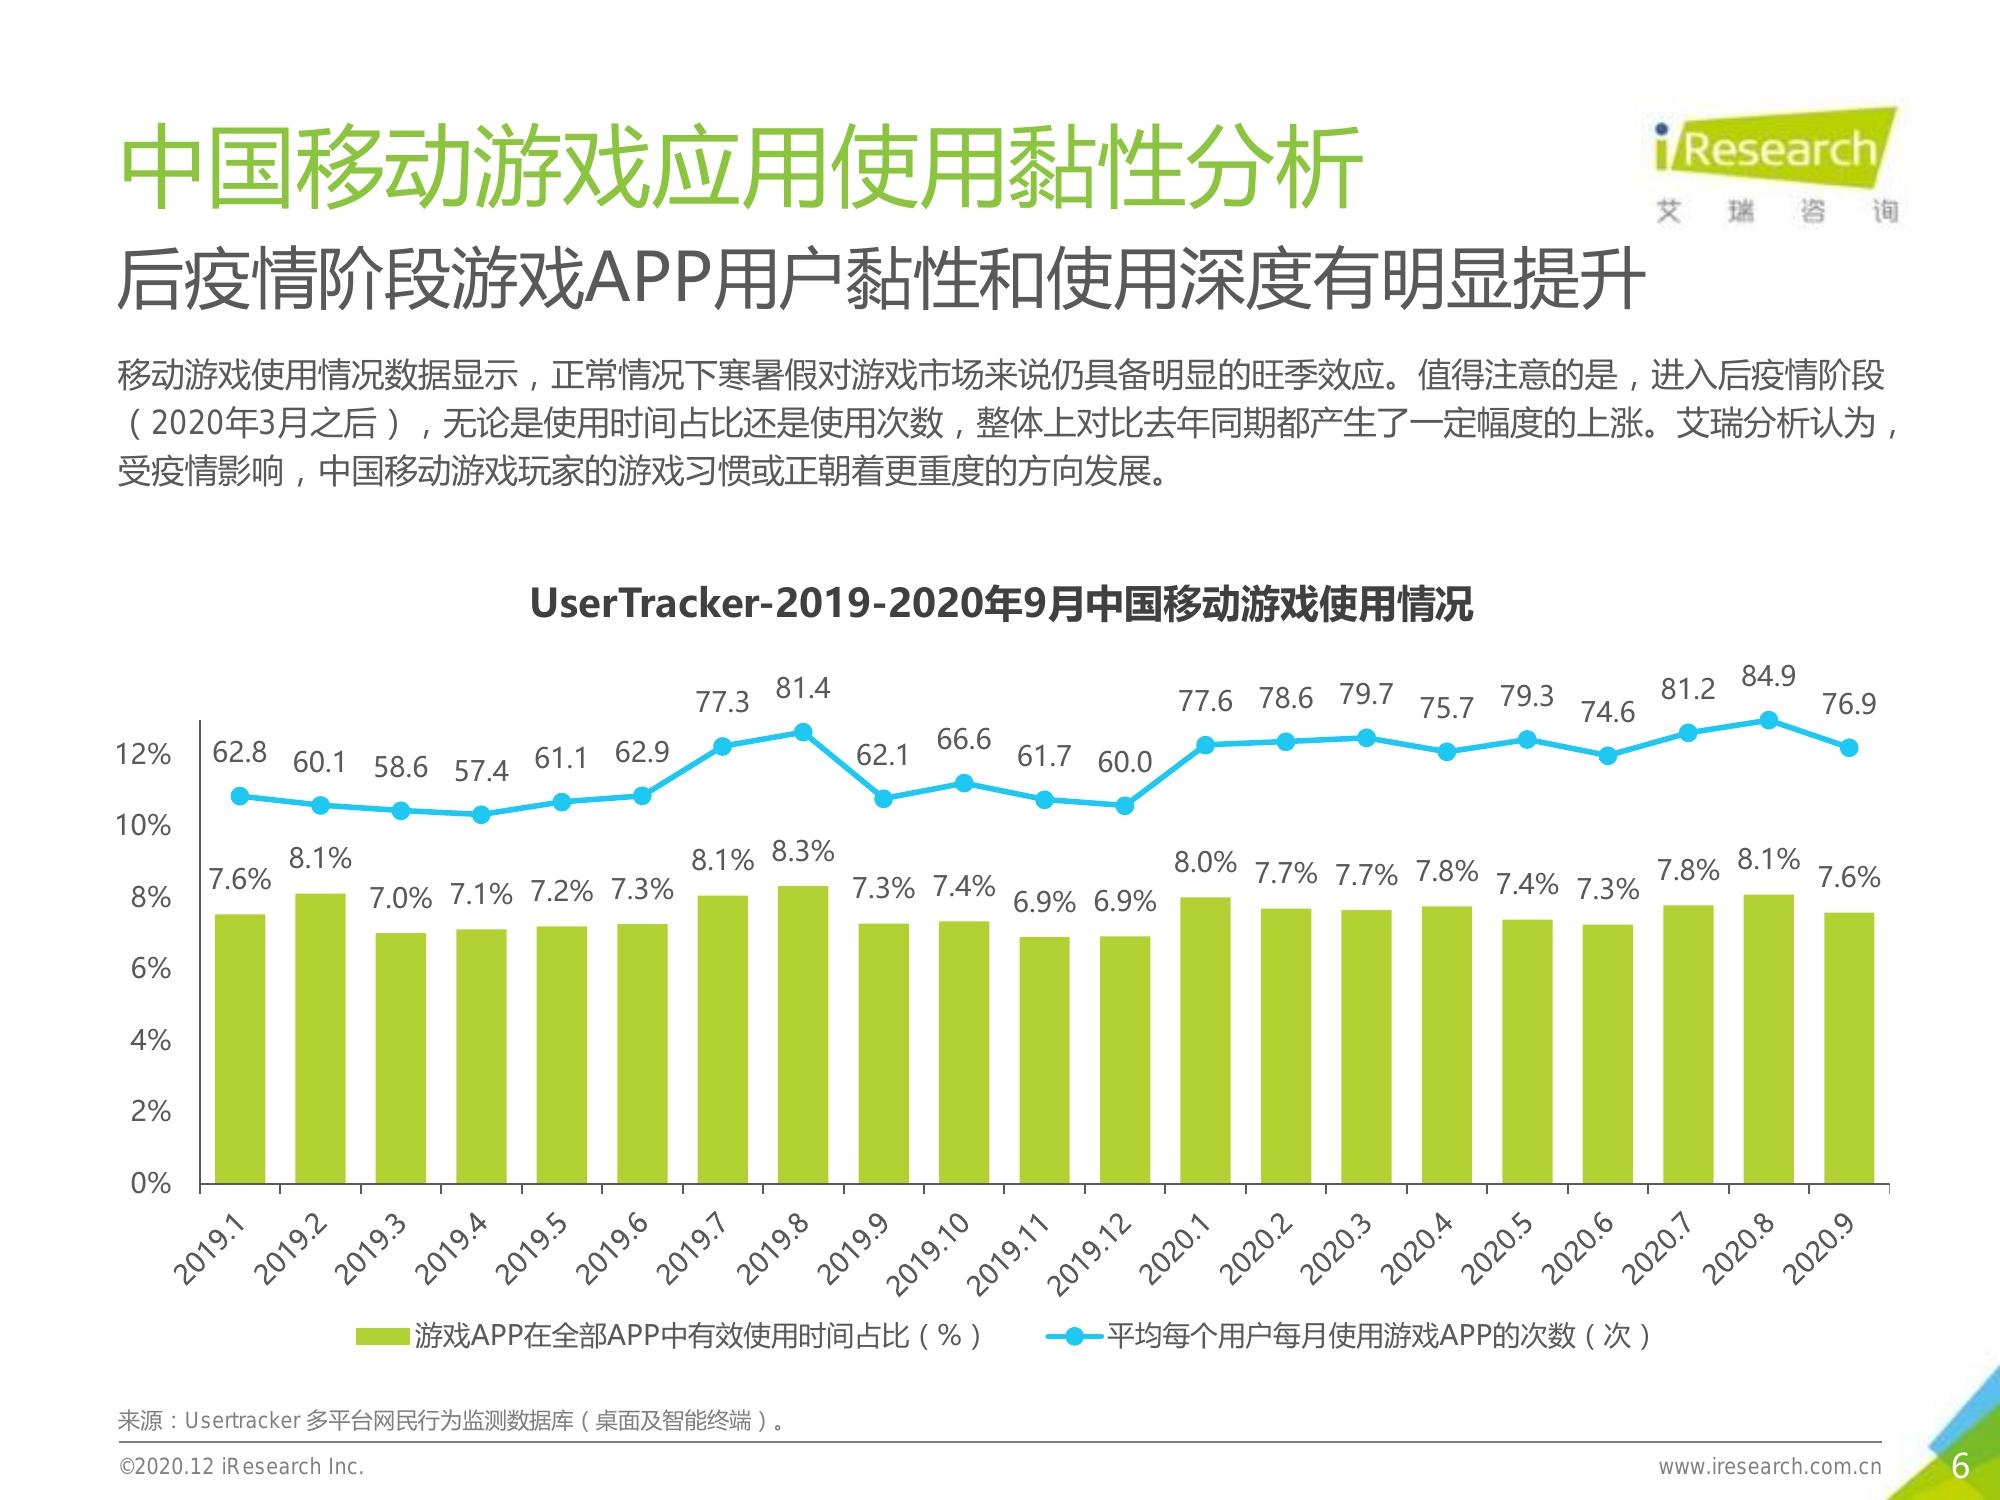 中国移动游戏应用使用黏性分析
iResearch
艾 瑞 咨 询
后疫情阶段游戏APP用户黏性和使用深度有明显提升
移动游戏使用情况数据显示，正常情况下寒暑假对游戏市场来说仍具备明显的旺季效应。值得注意的是，进入后疫情阶段
（2020年3月之后），无论是使用时间占比还是使用次数，整体上对比去年同期都产生了一定幅度的上涨。艾瑞分析认为，
受疫情影响，中国移动游戏玩家的游戏习惯或正朝着更重度的方向发展。
UserTracker-2019-2020年9月中国移动游戏使用情况
62.8 60.1 58.6 57.4 61.1 62.9 77.3 81.4 62.1 66.6 61.7 60.0 77.6 78.6 79.7 75.7 79.3 74.6 81.2 84.9 76.9
7.6% 8.1% 7.0% 7.1% 7.2% 7.3% 8.1% 8.3% 7.3% 7.4% 6.9% 6.9% 8.0% 7.7% 7.7% 7.8% 7.4% 7.3% 7.8% 8.1% 7.6%
12%
10%
8%
6%
4%
2%
0%
2019.1 2019.2 2019.3 2019.4 2019.5 2019.6 2019.7 2019.8 2019.9 2019.10 2019.11 2019.12 2020.1 2020.2 2020.3 2020.4 2020.5 2020.6 2020.7 2020.8 2020.9
游戏APP在全部APP中有效使用时间占比（%） 平均每个用户每月使用游戏APP的次数（次）
来源：Usertracker 多平台网民行为监测数据库（桌面及智能终端）。
©2020.12 iResearch Inc. www.iresearch.com.cn 6